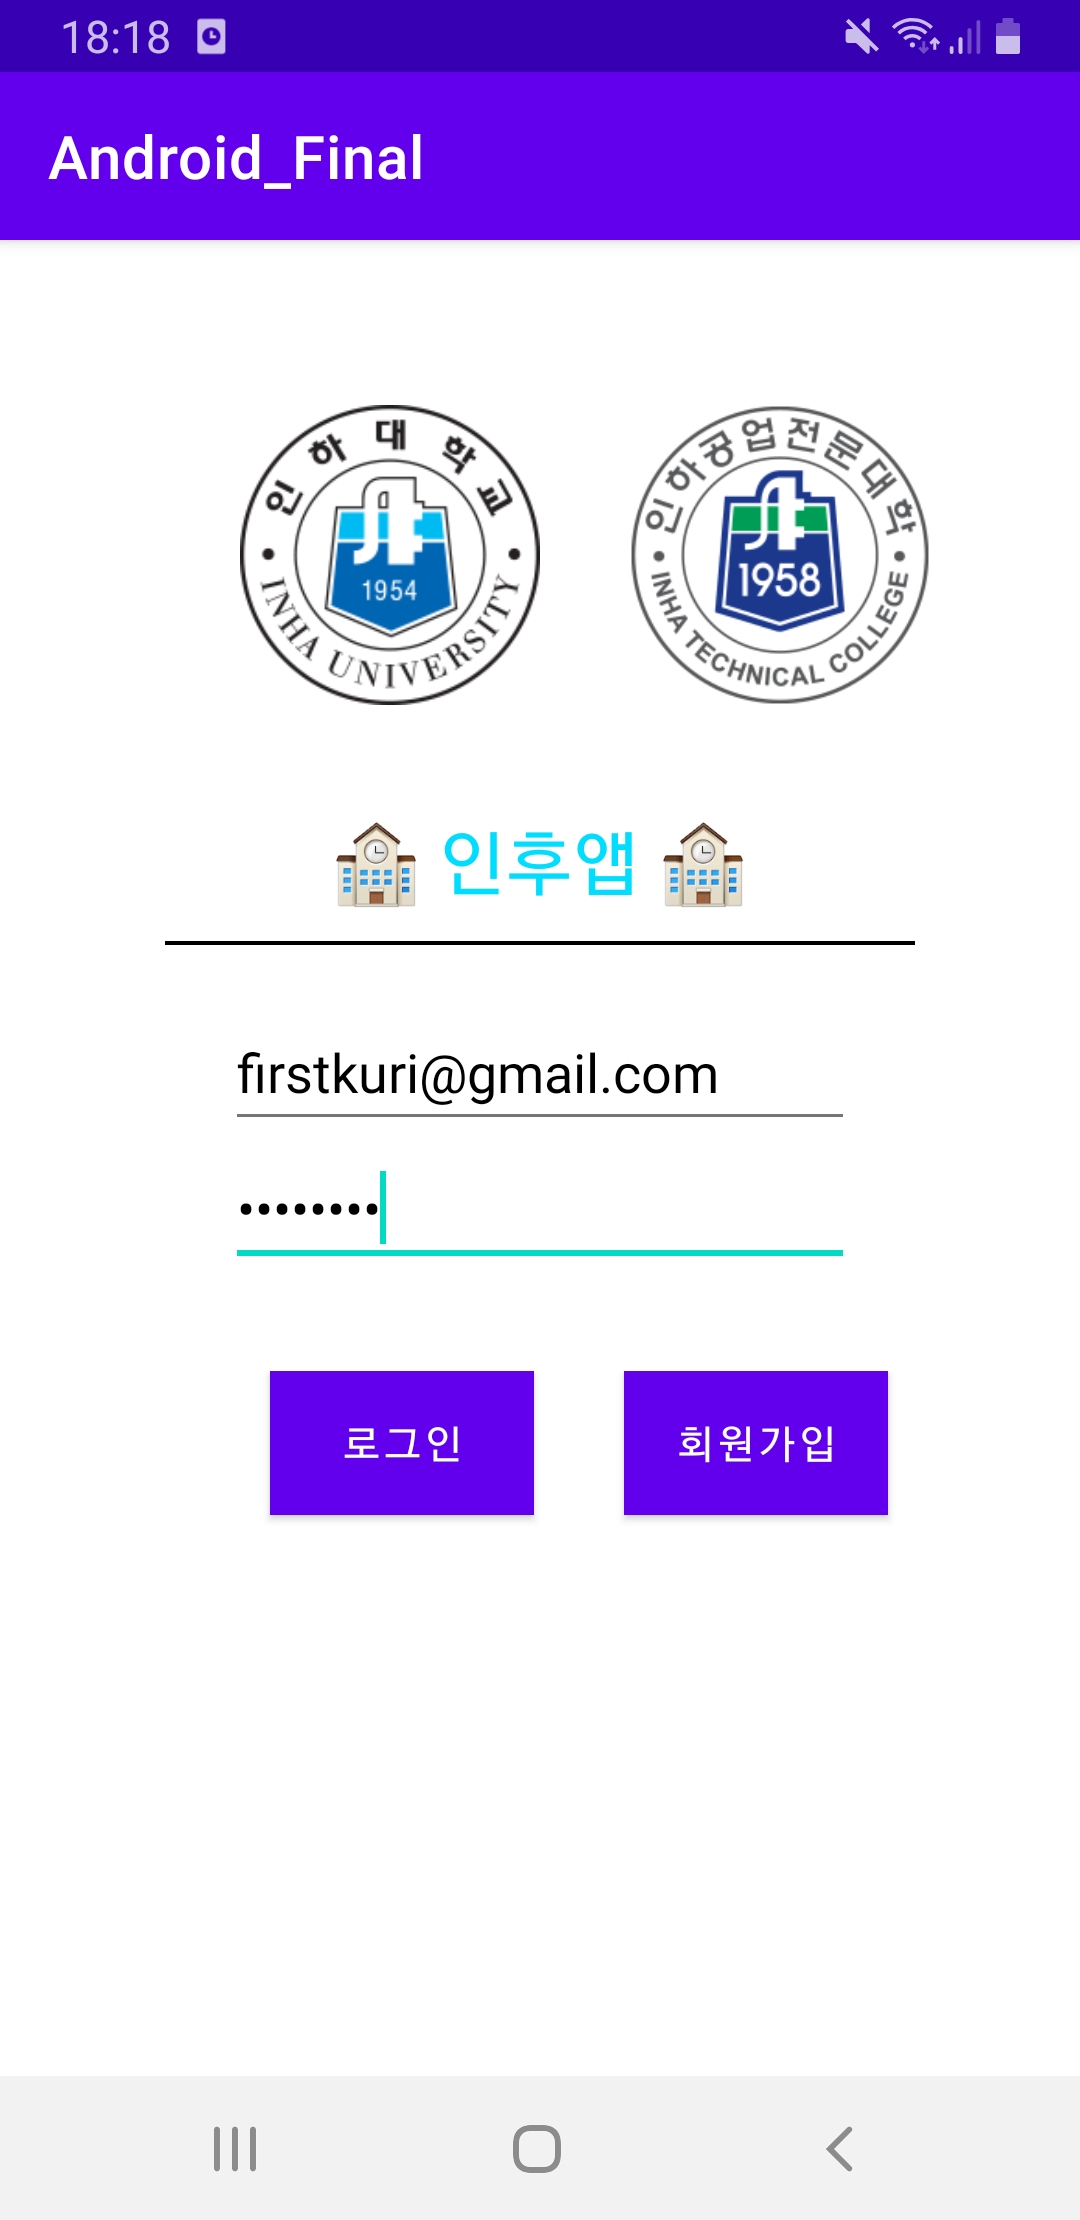 18:18
Android_Final
인하대학교
1954
INHA UNIVERSITY
인하공업전문대학
1958
INHA TECHNICAL COLLEGE
🏫 인후앱 🏫
firstkuri@gmail.com
••••••••
로그인
회원가입